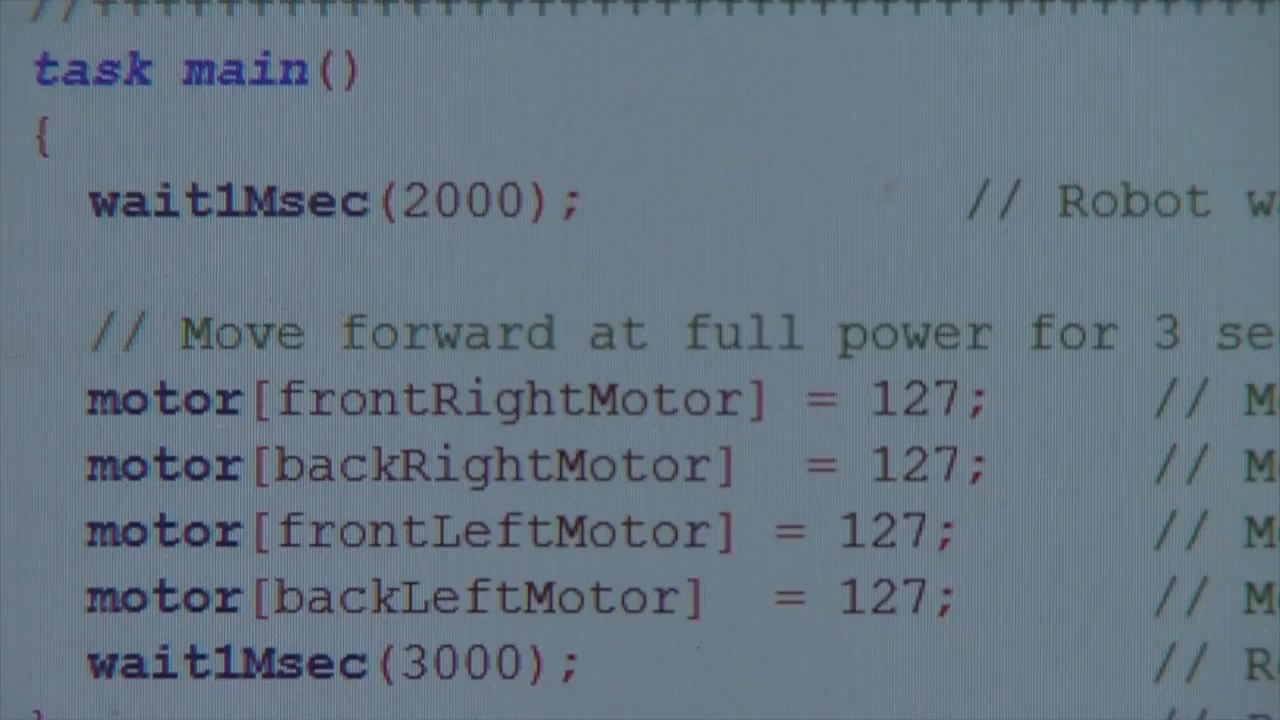 //++++++++++++++++++++++++++++++++++++++++++
task main()
{
wait1Msec(2000); // Robot
// Move forward at full power for 3
motor[frontRightMotor] = 127; // M
motor[backRightMotor] = 127; // M
motor[frontLeftMotor] = 127; // M
motor[backLeftMotor] = 127; // M
wait1Msec(3000); // R
}